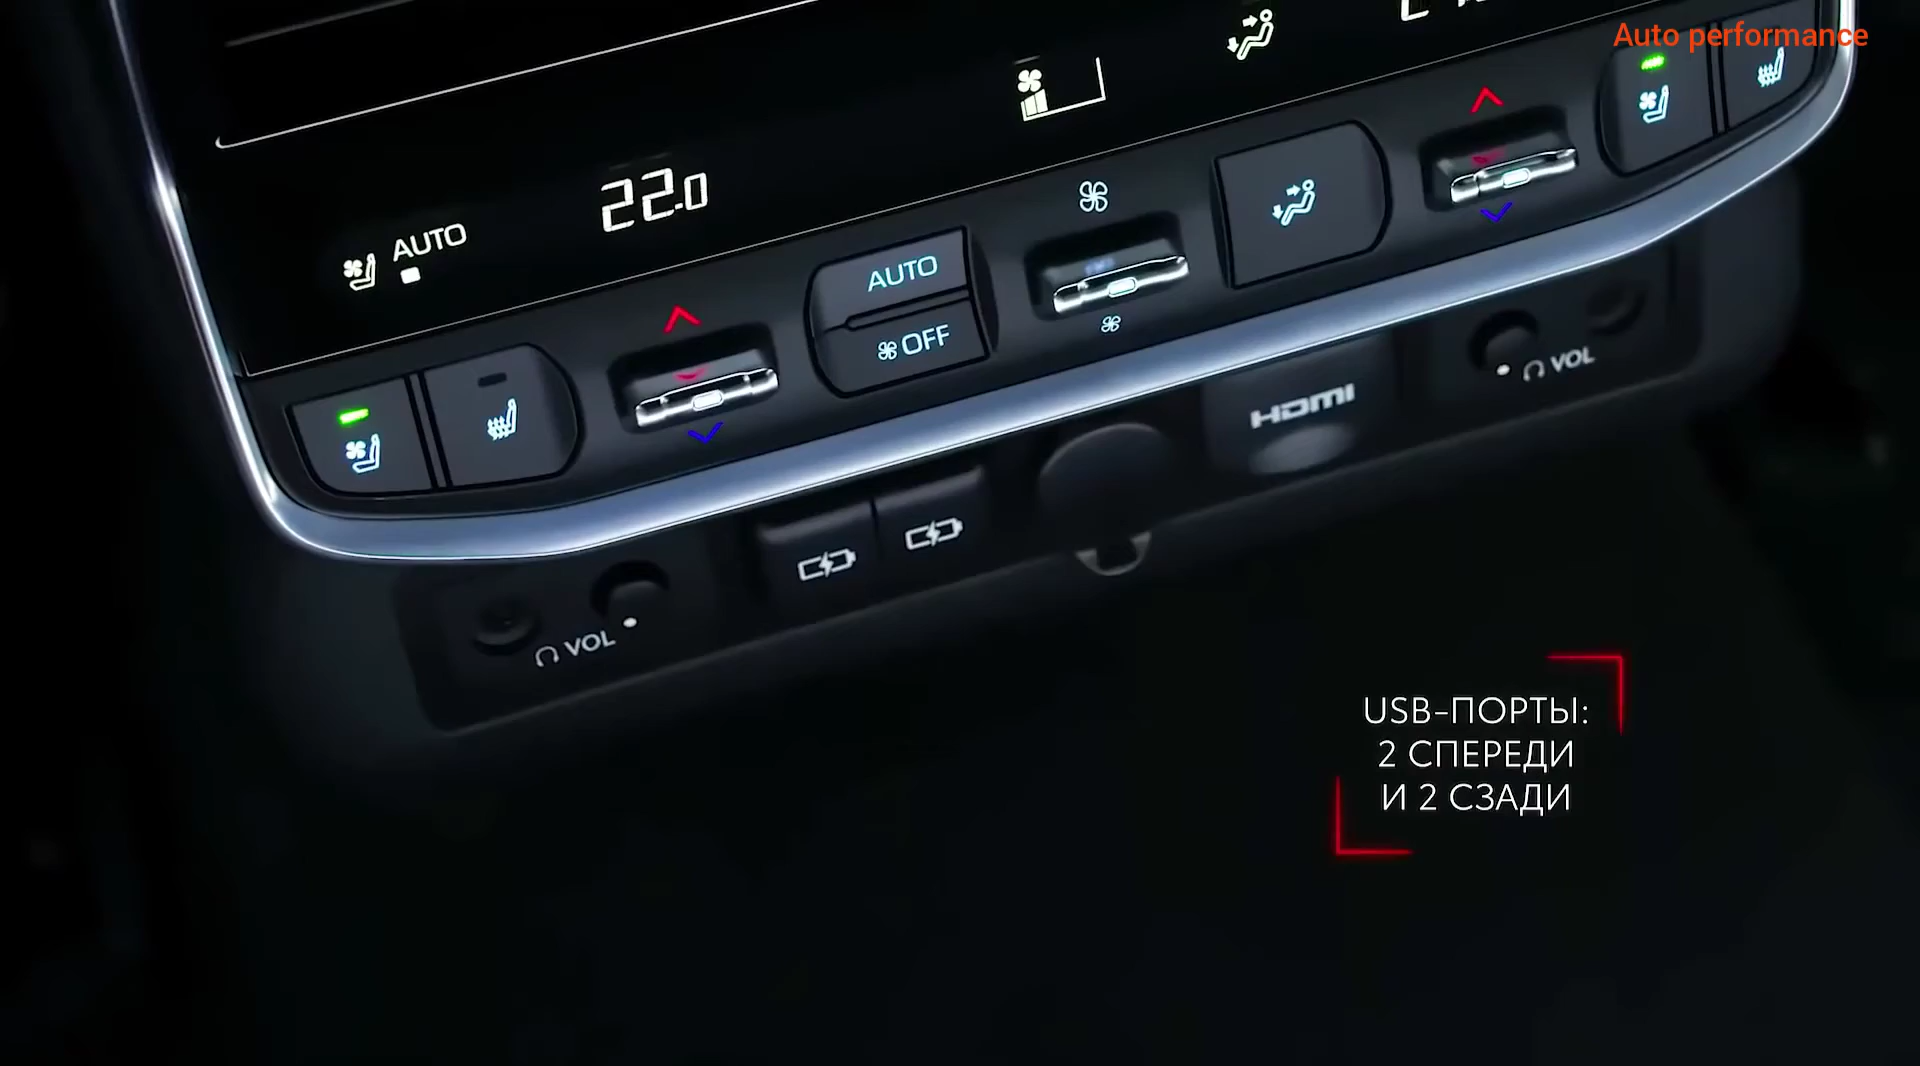 Auto performance
22.0
AUTO
AUTO
OFF
HDMI
VOL
VOL
USB-ПОРТЫ:
2 СПЕРЕДИ
И 2 СЗАДИ